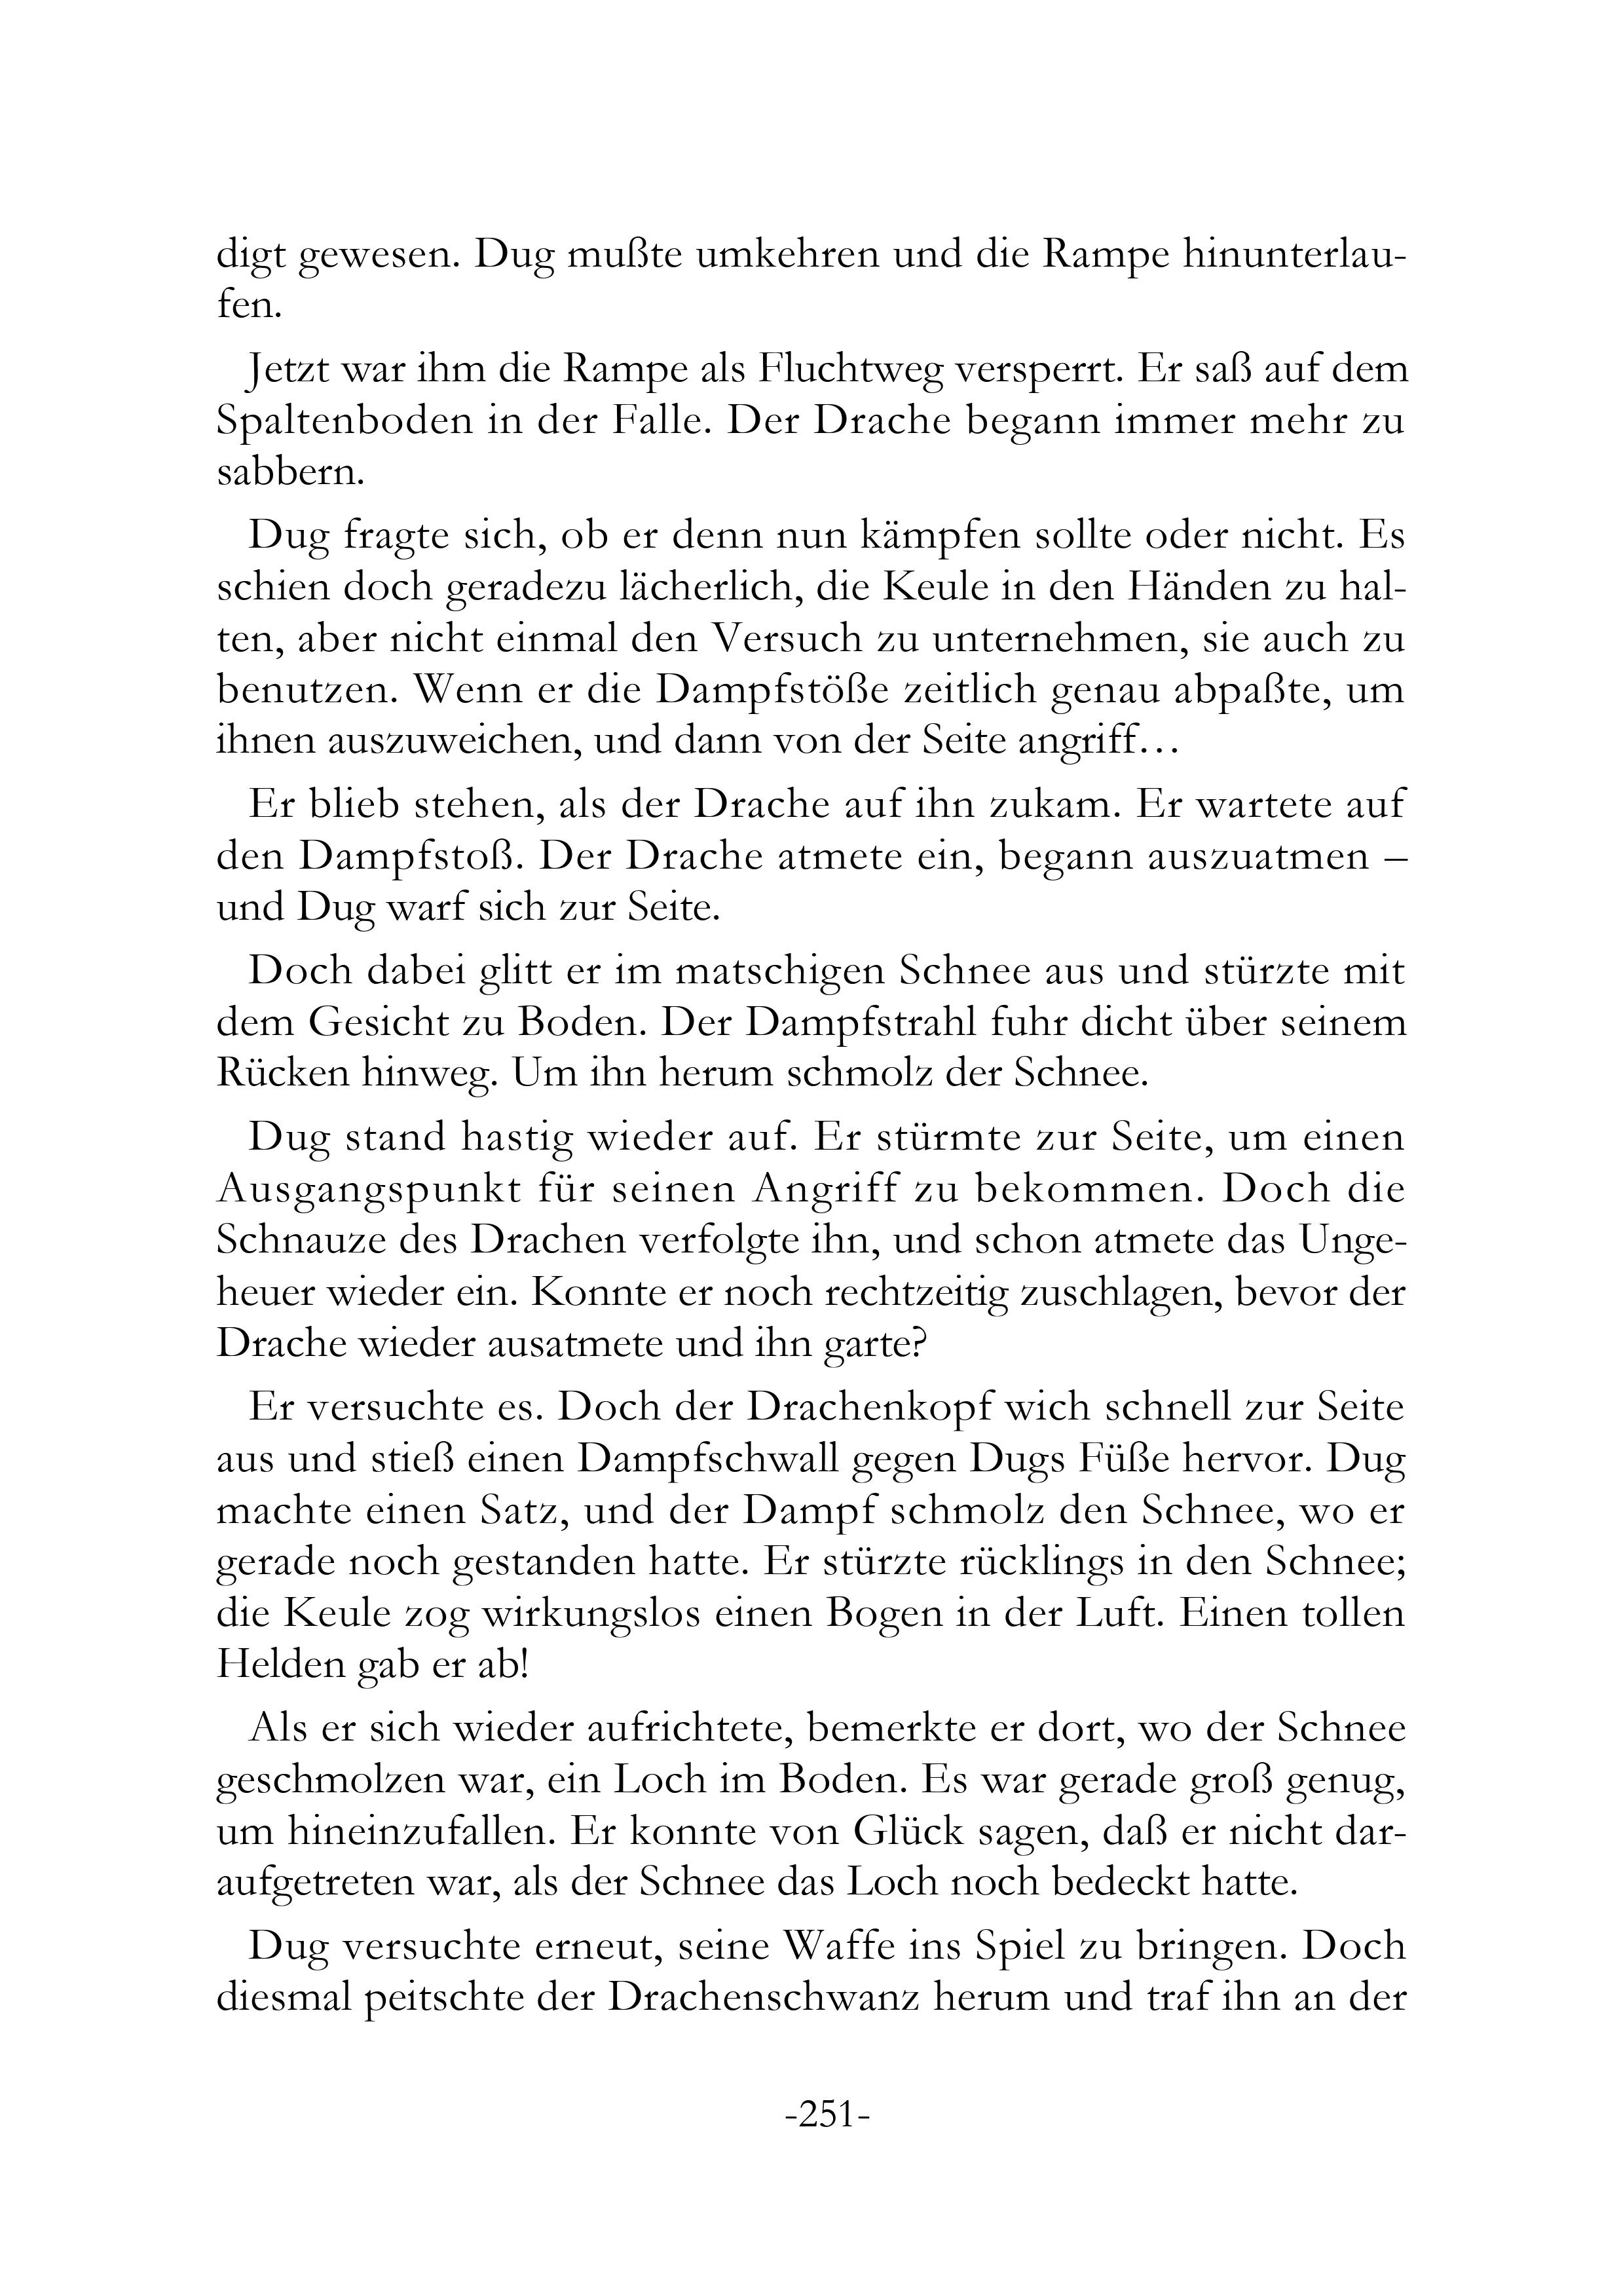 digt gewesen. Dug mußte umkehren und die Rampe hinunterlau-
fen.
Jetzt war ihm die Rampe als Fluchtweg versperrt. Er saß auf dem
Spaltenboden in der Falle. Der Drache begann immer mehr zu
sabbern.
Dug fragte sich, ob er denn nun kämpfen sollte oder nicht. Es
schien doch geradezu lächerlich, die Keule in den Händen zu hal-
ten, aber nicht einmal den Versuch zu unternehmen, sie auch zu
benutzen. Wenn er die Dampfstöße zeitlich genau abpaßte, um
ihnen auszuweichen, und dann von der Seite angriff…
Er blieb stehen, als der Drache auf ihn zukam. Er wartete auf
den Dampfstoß. Der Drache atmete ein, begann auszuatmen –
und Dug warf sich zur Seite.
Doch dabei glitt er im matschigen Schnee aus und stürzte mit
dem Gesicht zu Boden. Der Dampfstrahl fuhr dicht über seinem
Rücken hinweg. Um ihn herum schmolz der Schnee.
Dug stand hastig wieder auf. Er stürmte zur Seite, um einen
Ausgangspunkt für seinen Angriff zu bekommen. Doch die
Schnauze des Drachen verfolgte ihn, und schon atmete das Unge-
heuer wieder ein. Konnte er noch rechtzeitig zuschlagen, bevor der
Drache wieder ausatmete und ihn garte?
Er versuchte es. Doch der Drachenkopf wich schnell zur Seite
aus und stieß einen Dampfschwall gegen Dugs Füße hervor. Dug
machte einen Satz, und der Dampf schmolz den Schnee, wo er
gerade noch gestanden hatte. Er stürzte rücklings in den Schnee;
die Keule zog wirkungslos einen Bogen in der Luft. Einen tollen
Helden gab er ab!
Als er sich wieder aufrichtete, bemerkte er dort, wo der Schnee
geschmolzen war, ein Loch im Boden. Es war gerade groß genug,
um hineinzufallen. Er konnte von Glück sagen, daß er nicht dar-
aufgetreten war, als der Schnee das Loch noch bedeckt hatte.
Dug versuchte erneut, seine Waffe ins Spiel zu bringen. Doch
diesmal peitschte der Drachenschwanz herum und traf ihn an der
-251-